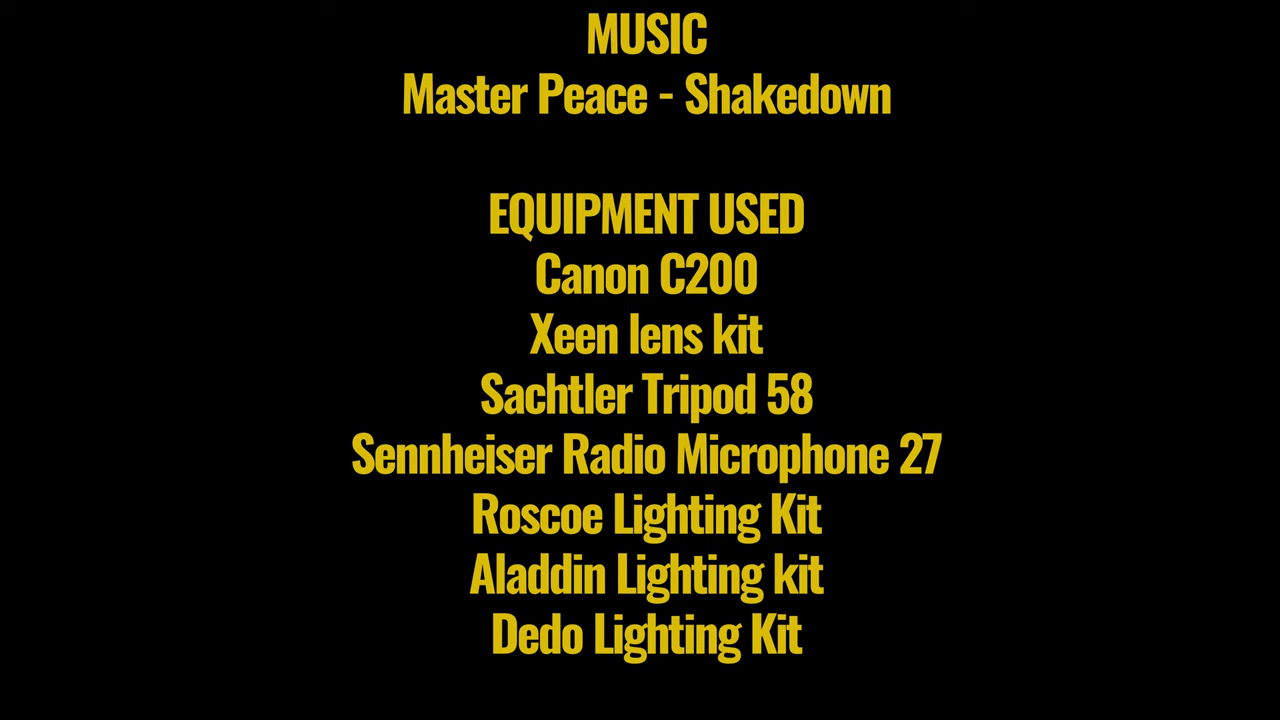 MUSIC
Master Peace - Shakedown
EQUIPMENT USED
Canon C200
Xeen lens kit
Sachtler Tripod 58
Sennheiser Radio Microphone 27
Roscoe Lighting Kit
Aladdin Lighting kit
Dedo Lighting Kit